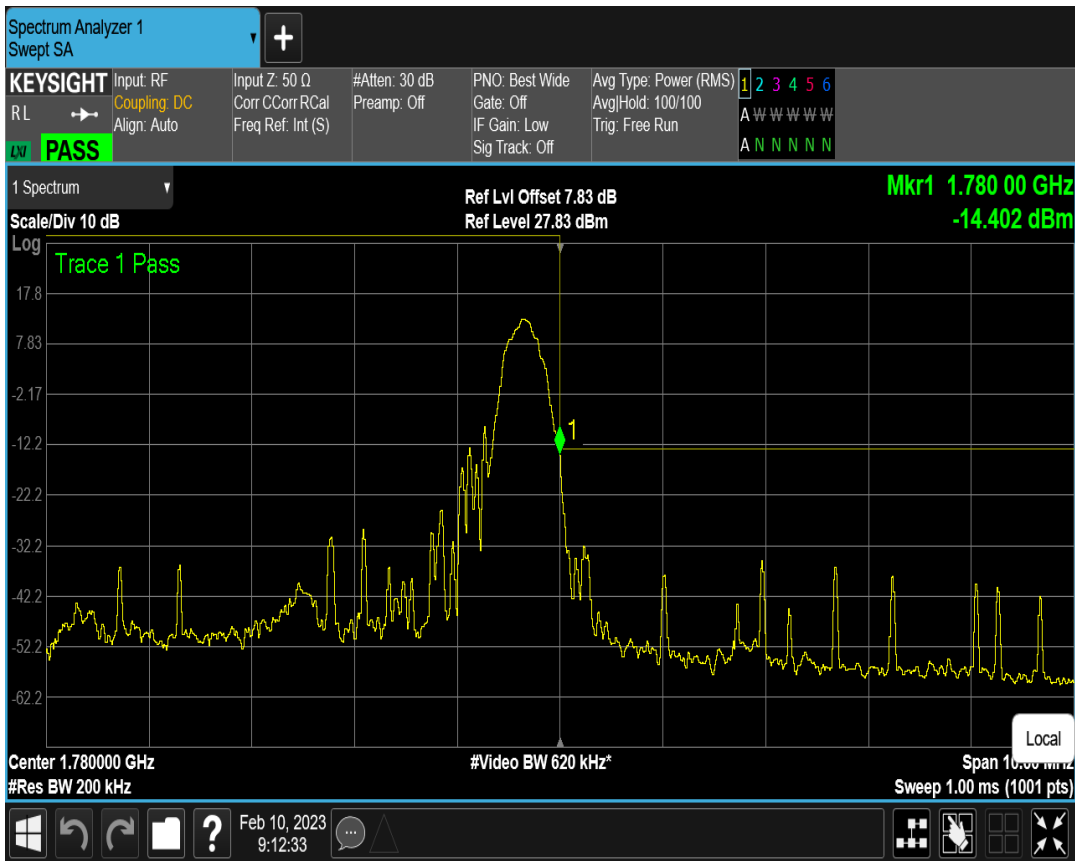 Spectrum Analyzer 1
Swept SA
+
KEYSIGHT
R L
LXI PASS
Input: RF
Coupling: DC
Align: Auto
Input Z: 50 Ω
Corr CCorr RCal
Freq Ref: Int (S)
#Atten: 30 dB
Preamp: Off
PNO: Best Wide
Gate: Off
IF Gain: Low
Sig Track: Off
Avg Type: Power (RMS)
Avg|Hold: 100/100
Trig: Free Run
1 2 3 4 5 6
A W W W W W
A N N N N N
1 Spectrum
Scale/Div 10 dB
Ref Lvl Offset 7.83 dB
Ref Level 27.83 dBm
Mkr1 1.780 00 GHz
-14.402 dBm
Log
Trace 1 Pass
17.8
7.83
-2.17
-12.2
-22.2
-32.2
-42.2
-52.2
-62.2
1
Local
Center 1.780000 GHz
#Res BW 200 kHz
#Video BW 620 kHz*
Span 10.00 MHz
Sweep 1.00 ms (1001 pts)
?
Feb 10, 2023
9:12:33